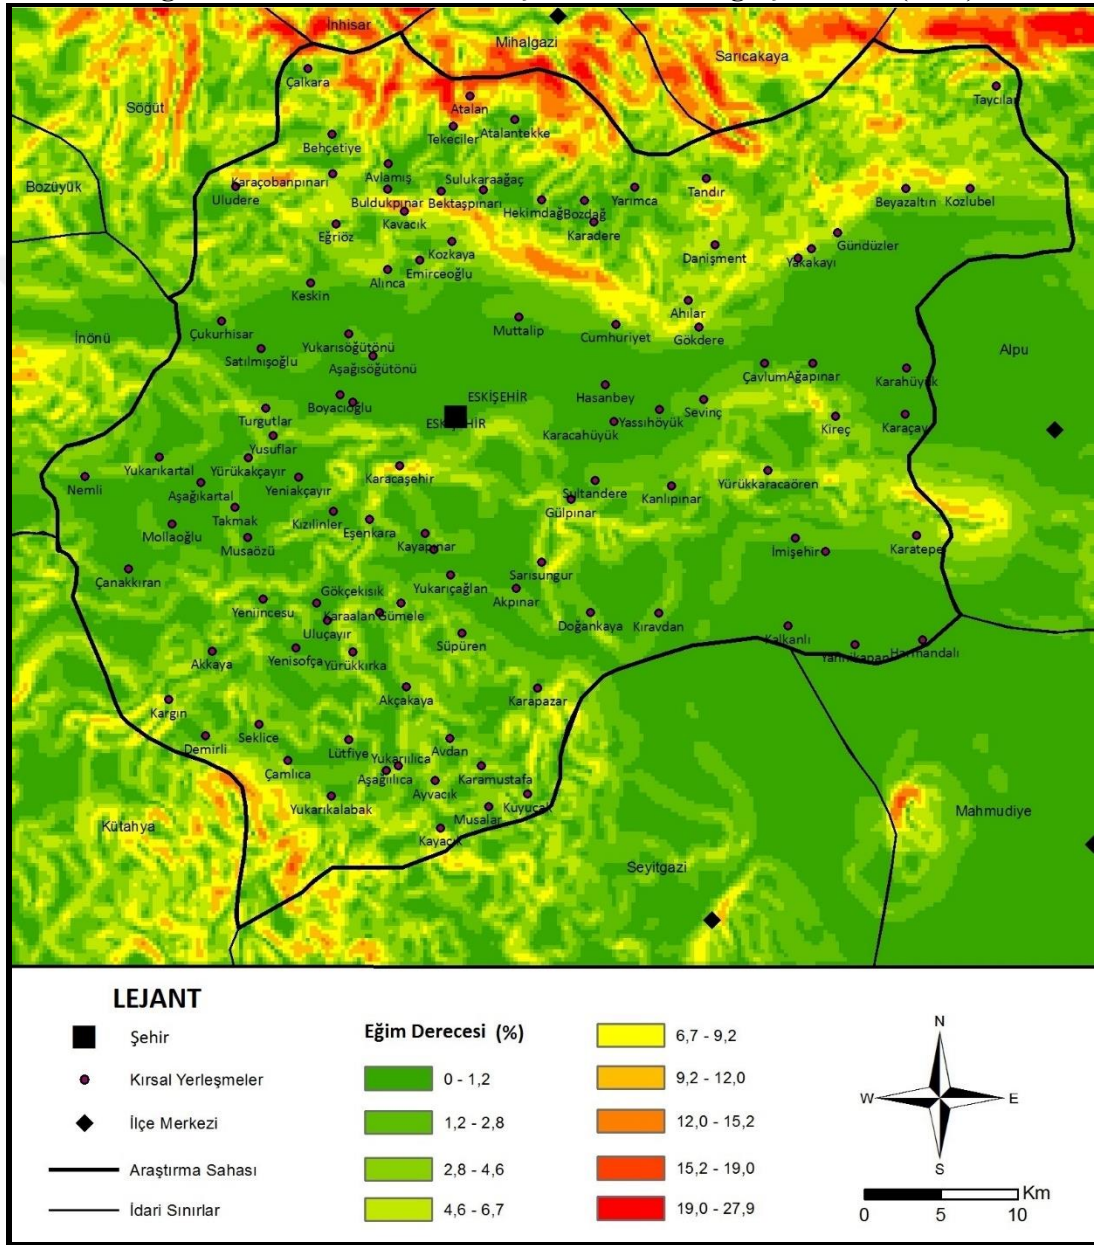 İnhisar
Mihalgazi
Sarıcakaya
Çalkara
Söğüt
Atalan
Taycılar
Tekeciler
Atalantekke
Behçetiye
Avlamış
Sulukaraağaç
Karaçobanpınarı
Bozüyük
Uludere
Buldukpınar
Bektaşpınarı
Yarımca
Tandır
Beyazaltın
Kozlubel
Kavacık
Hekimdağ
Bozdağ
Karadere
Eğriöz
Gündüzler
Kozkaya
Danişment
Yakakayı
Emirceoğlu
Alınca
Keskin
Ahılar
Çukurhisar
Muttalip
Cumhuriyet
Gökdere
İnönü
Yukarısöğütönü
Satılmışoğlu
Aşağısöğütönü
Alpu
Çavlum
Ağapınar
Karahüyük
Hasanbey
ESKİŞEHİR
Boyacıoğlu
Sevinç
Turgutlar
ESKİŞEHİR
Karacahüyük
Yassıhöyük
Kireç
Karaçay
Yusuflar
Yukarıkartal
Yürükakçayır
Karacaşehir
Nemli
Aşağıkartal
Yeniakçayır
Sultandere
Kanlıpınar
Yürükkaracaören
Gülpınar
Takmak
Kızılinler
Eşenkara
Mollaoğlu
Musaözü
Kayapınar
İmişehir
Karatepe
Çanakkıran
Sarısungur
Yukarıçağlan
Akpınar
Yeniincesu
Gökçekısık
Karaalan
Gümele
Uluçayır
Doğankaya
Kıravdan
Kalkanlı
Süpüren
Akkaya
Yenisofça
Yürükkırka
Yahnikapan
Harmandalı
Akçakaya
Karapazar
Kargın
Demirli
Seklice
Lütfiye
Avdan
Çamlıca
Yukarıılıca
Aşağıılıca
Karamustafa
Ayvacık
Yukarıkalabak
Musalar
Kuyucak
Kütahya
Kayacık
Mahmudiye
Seyitgazi
LEJANT
Şehir
Kırsal Yerleşmeler
İlçe Merkezi
Araştırma Sahası
İdari Sınırlar
Eğim Derecesi (%)
0 - 1,2
1,2 - 2,8
2,8 - 4,6
4,6 - 6,7
6,7 - 9,2
9,2 - 12,0
12,0 - 15,2
15,2 - 19,0
19,0 - 27,9
N
W
E
S
Km
0 5 10